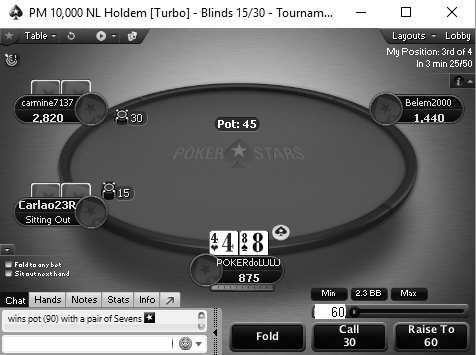 PM 10,000 NL Holdem [Turbo] - Blinds 15/30 - Tournam...
Table
Layouts
Lobby
My Position: 3rd of 4
In 3 min 25/50
carmine7137
2,820
30
Pot: 45
Belem2000
1,440
POKER STARS
Carlao23R
Sitting Out
15
4 4 8 8
POKERdoLULU
875
Fold to any bet
Sit out next hand
Min
2.3 BB
Max
60
Chat
Hands
Notes
Stats
Info
wins pot (90) with a pair of Sevens
Fold
Call
30
Raise To
60